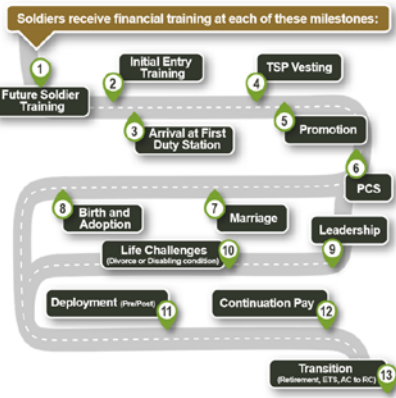 Soldiers receive financial training at each of these milestones:
1
Future Soldier
Training
2
Initial Entry
Training
3
Arrival at First
Duty Station
4
TSP Vesting
5
Promotion
6
PCS
7
Marriage
8
Birth and
Adoption
9
Leadership
10
Life Challenges
(Divorce or Disabling condition)
11
Deployment (Pre/Post)
12
Continuation Pay
13
Transition
(Retirement, ETS, AC to RC)